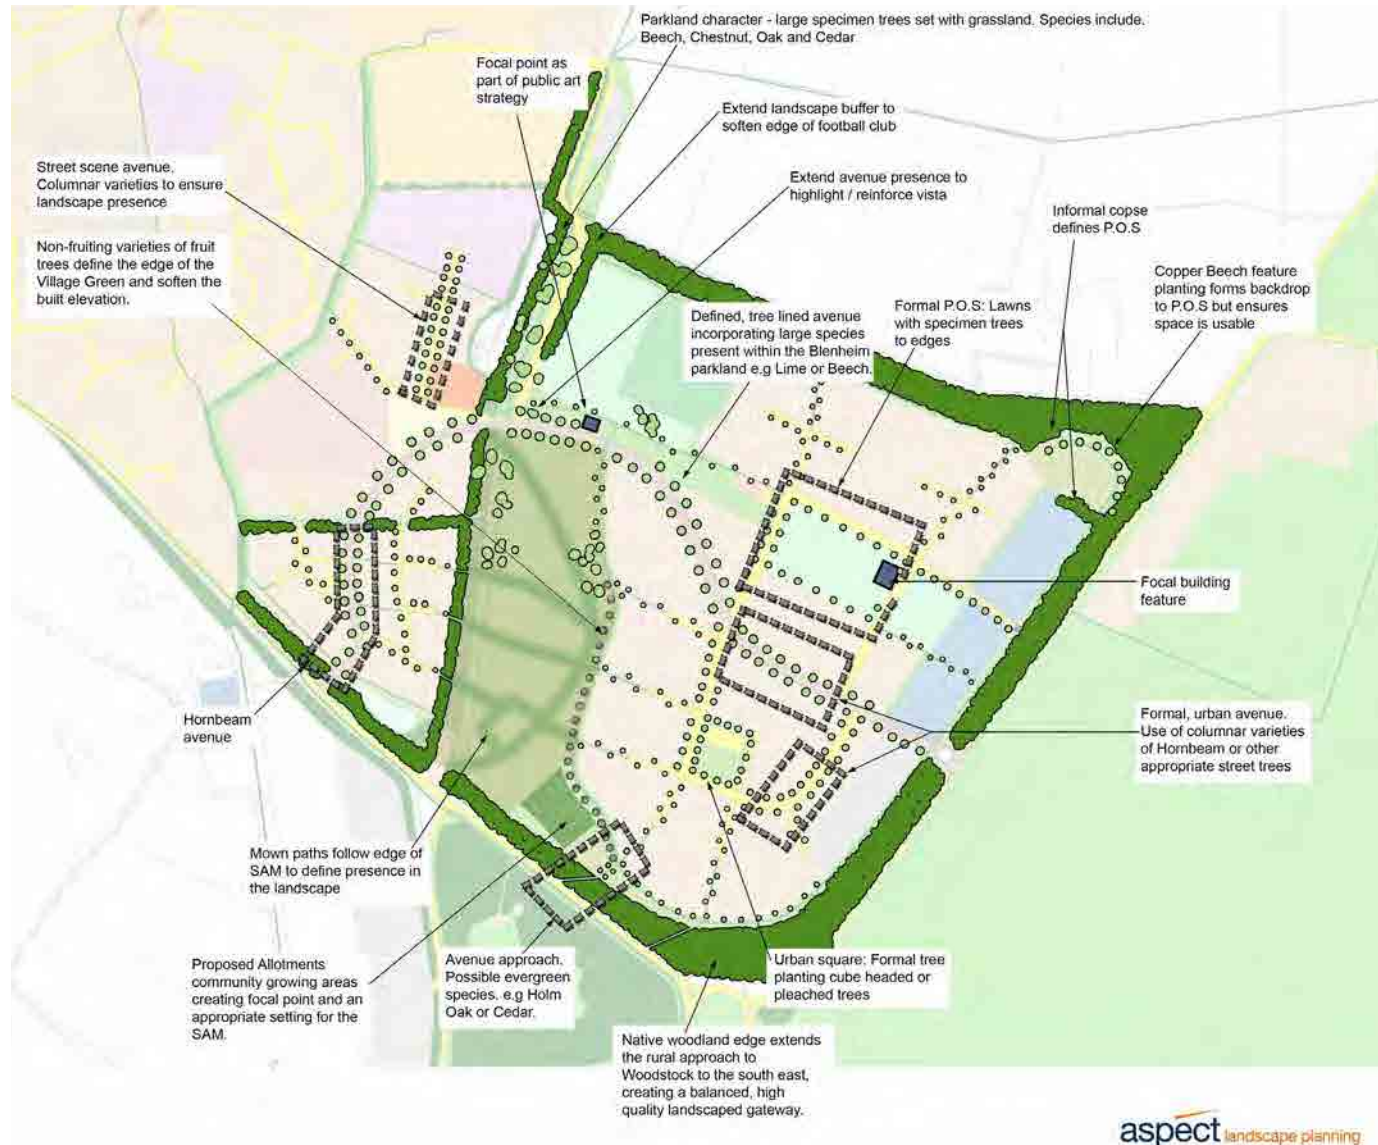 Parkland character - large specimen trees set with grassland. Species include.
Beech, Chestnut, Oak and Cedar
Focal point as
part of public art
strategy
Extend landscape buffer to
soften edge of football club
Street scene avenue.
Columnar varieties to ensure
landscape presence
Extend avenue presence to
highlight / reinforce vista
Informal copse
defines P.O.S
Non-fruiting varieties of fruit
trees define the edge of the
Village Green and soften the
built elevation.
Copper Beech feature
planting forms backdrop
to P.O.S but ensures
space is usable
Formal P.O.S: Lawns
with specimen trees
to edges
Defined, tree lined avenue
incorporating large species
present within the Blenheim
parkland e.g Lime or Beech.
Focal building
feature
Hornbeam
avenue
Formal, urban avenue.
Use of columnar varieties
of Hornbeam or other
appropriate street trees
Mown paths follow edge of
SAM to define presence in
the landscape
Proposed Allotments
community growing areas
creating focal point and an
appropriate setting for the
SAM.
Avenue approach.
Possible evergreen
species. e.g Holm
Oak or Cedar.
Urban square: Formal tree
planting cube headed or
pleached trees
Native woodland edge extends
the rural approach to
Woodstock to the south east,
creating a balanced, high
quality landscaped gateway.
aspect landscape planning